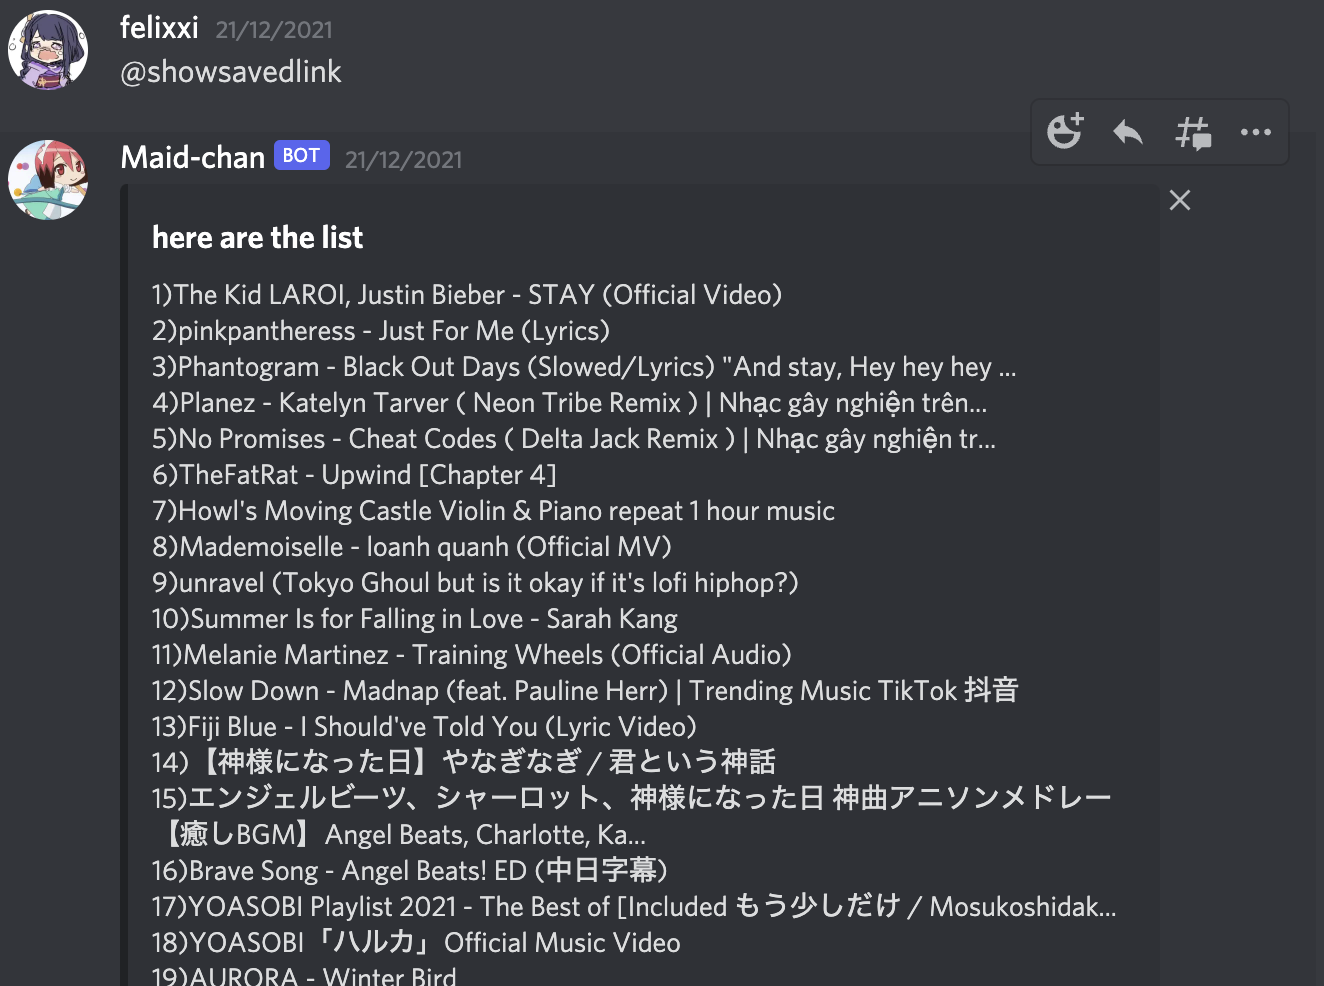 felixxi 21/12/2021
@showsavedlink
Maid-chan BOT 21/12/2021
here are the list
1)The Kid LAROI, Justin Bieber - STAY (Official Video)
2)pinkpantheress - Just For Me (Lyrics)
3)Phantogram - Black Out Days (Slowed/Lyrics) "And stay, Hey hey hey ...
4)Planez - Katelyn Tarver ( Neon Tribe Remix ) | Nhạc gây nghiện trên...
5)No Promises - Cheat Codes ( Delta Jack Remix ) | Nhạc gây nghiện tr...
6)TheFatRat - Upwind [Chapter 4]
7)Howl's Moving Castle Violin & Piano repeat 1 hour music
8)Mademoiselle - loanh quanh (Official MV)
9)unravel (Tokyo Ghoul but is it okay if it's lofi hiphop?)
10)Summer Is for Falling in Love - Sarah Kang
11)Melanie Martinez - Training Wheels (Official Audio)
12)Slow Down - Madnap (feat. Pauline Herr) | Trending Music TikTok 抖音
13)Fiji Blue - I Should've Told You (Lyric Video)
14)【神様になった日】やなぎなぎ / 君という神話
15)エンジェルビーツ、シャーロット、神様になった日 神曲アニソンメドレー
【癒しBGM】Angel Beats, Charlotte, Ka...
16)Brave Song - Angel Beats! ED (中日字幕)
17)YOASOBI Playlist 2021 - The Best of [Included もう少しだけ / Mosukoshidak...
18)YOASOBI「ハルカ」Official Music Video
19)AURORA - Winter Bird